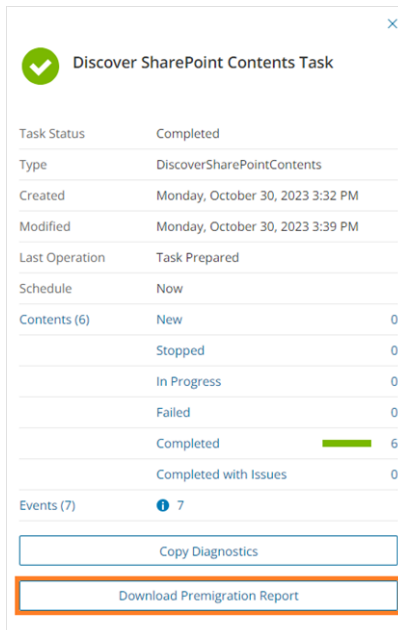 ×
Discover SharePoint Contents Task
Task Status Completed
Type DiscoverSharePointContents
Created Monday, October 30, 2023 3:32 PM
Modified Monday, October 30, 2023 3:39 PM
Last Operation Task Prepared
Schedule Now
Contents (6) New 0
Stopped 0
In Progress 0
Failed 0
Completed 6
Completed with Issues 0
Events (7) 7
Copy Diagnostics
Download Premigration Report